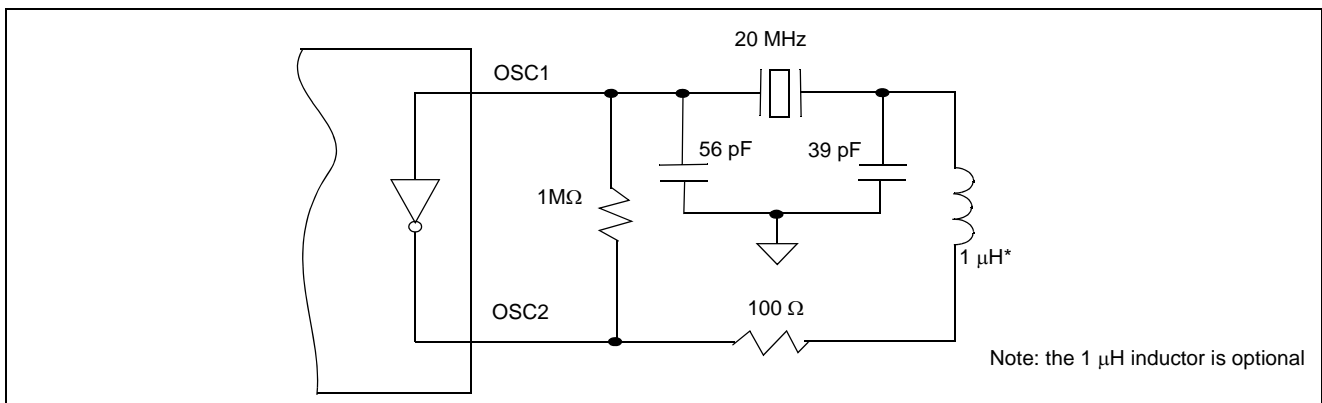 20 MHz
OSC1
56 pF
39 pF
1MΩ
1 μH*
OSC2
100 Ω
Note: the 1 μH inductor is optional